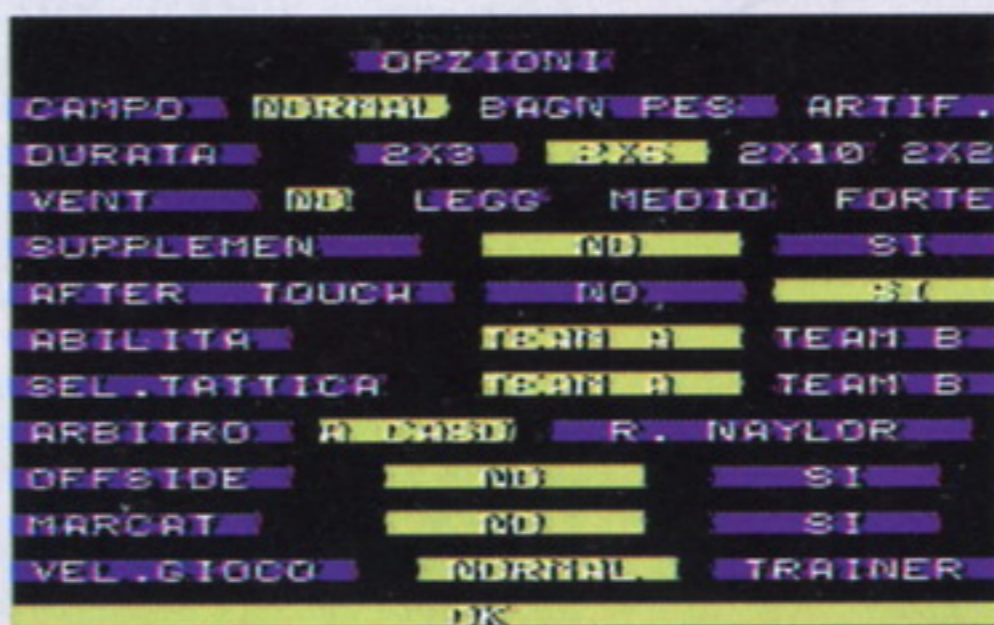 OPZIONI
CAMPO NORMAL BAGN PES ARTIF.
DURATA 2X3 2X5 2X10 2X2
VENT NO LEGG MEDIO FORTE
SUPPLEMEN NO SI
AFTER TOUCH NO SI
ABILITA TEAM A TEAM B
SEL.TATTICA TEAM A TEAM B
ARBITRO A CASO R. NAYLOR
OFFSIDE NO SI
MARCAT NO SI
VEL.GIOCO NORMAL TRAINER
OK